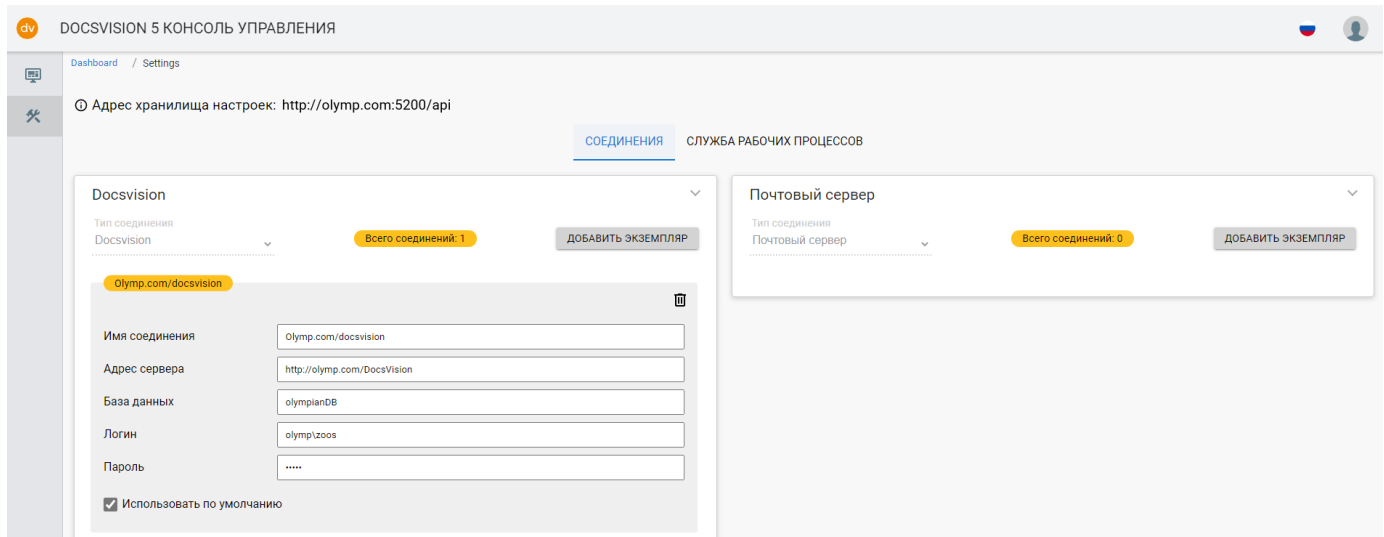 dv DOCSVISION 5 КОНСОЛЬ УПРАВЛЕНИЯ
Dashboard / Settings
Адрес хранилища настроек: http://olymp.com:5200/api
СОЕДИНЕНИЯ СЛУЖБА РАБОЧИХ ПРОЦЕССОВ
Docsvision
Тип соединения
Docsvision Всего соединений: 1 ДОБАВИТЬ ЭКЗЕМПЛЯР
Olymp.com/docsvision
Имя соединения Olymp.com/docsvision
Адрес сервера http://olymp.com/DocsVision
База данных olympianDB
Логин olymp\zoos
Пароль •••••
Использовать по умолчанию
Почтовый сервер
Тип соединения
Почтовый сервер Всего соединений: 0 ДОБАВИТЬ ЭКЗЕМПЛЯР